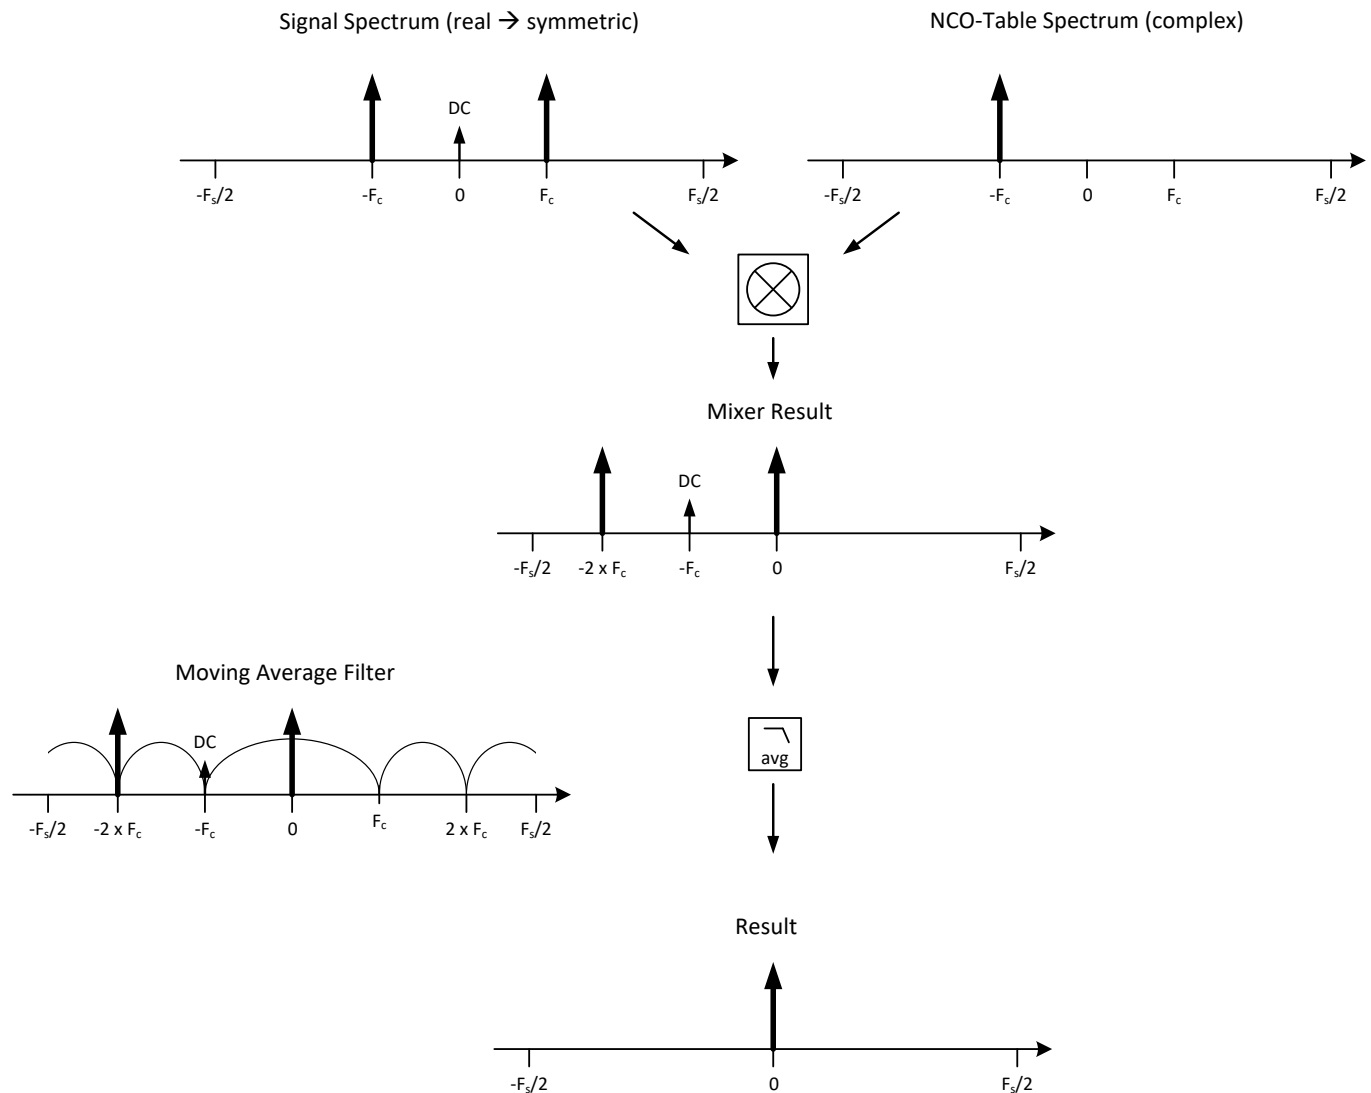 Signal Spectrum (real → symmetric)
NCO-Table Spectrum (complex)
DC
-Fs/2
-Fc
0
Fc
Fs/2
-Fs/2
-Fc
0
Fc
Fs/2
Mixer Result
DC
-Fs/2
-2 x Fc
-Fc
0
Fs/2
Moving Average Filter
DC
-Fs/2
-2 x Fc
-Fc
0
Fc
2 x Fc
Fs/2
avg
Result
-Fs/2
0
Fs/2